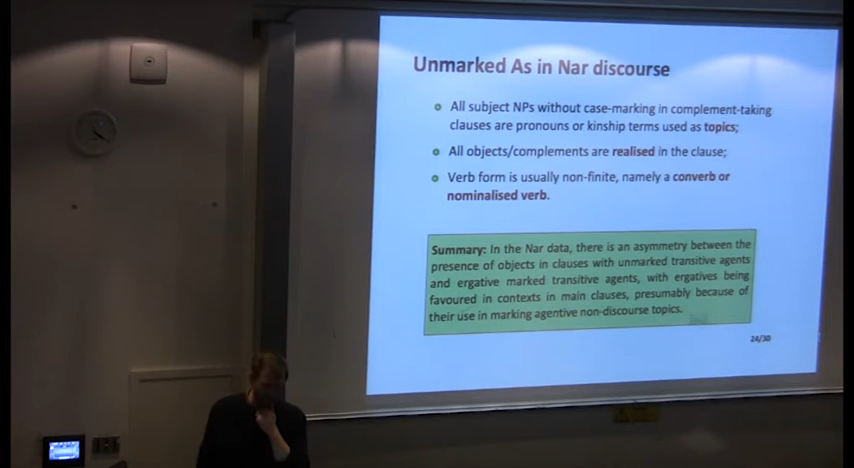 Unmarked As in Nar discourse
All subject NPs without case-marking in complement-taking
clauses are pronouns or kinship terms used as topics;
All objects/complements are realised in the clause;
Verb form is usually non-finite, namely a converb or
nominalised verb.
Summary: In the Nar data, there is an asymmetry between the
presence of objects in clauses with unmarked transitive agents
and ergative marked transitive agents, with ergatives being
favoured in contexts in main clauses, presumably because of
their use in marking agentive non-discourse topics.
24/30